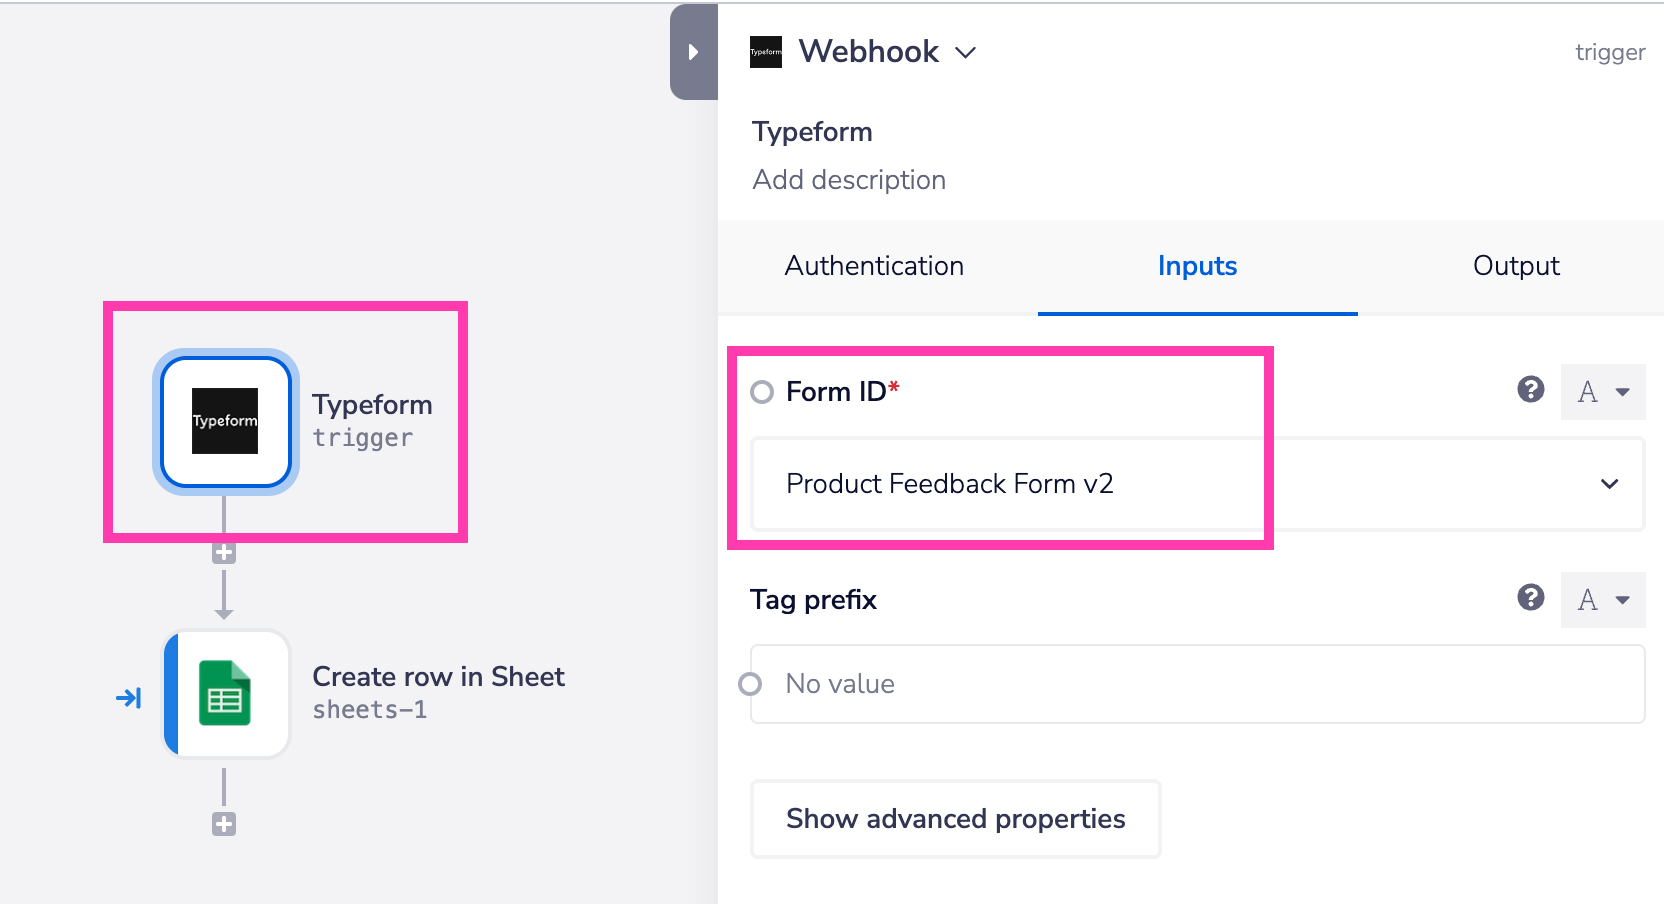 Typeform
Webhook
trigger
Typeform
Add description
Authentication
Inputs
Output
Typeform
Typeform
trigger
Form ID*
?
A
Product Feedback Form v2
Tag prefix
?
A
No value
Create row in Sheet
sheets-1
Show advanced properties